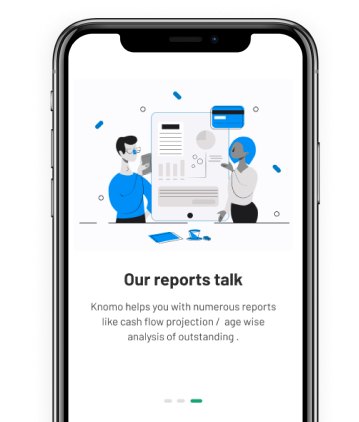 Our reports talk
Knomo helps you with numerous reports
like cash flow projection / age wise
analysis of outstanding .